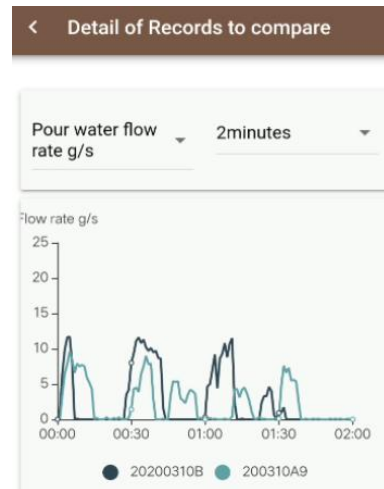 Detail of Records to compare
Pour water flow
rate g/s
2minutes
Flow rate g/s
25
20
15
10
5
0
00:00 00:30 01:00 01:30 02:00
20200310B 200310A9